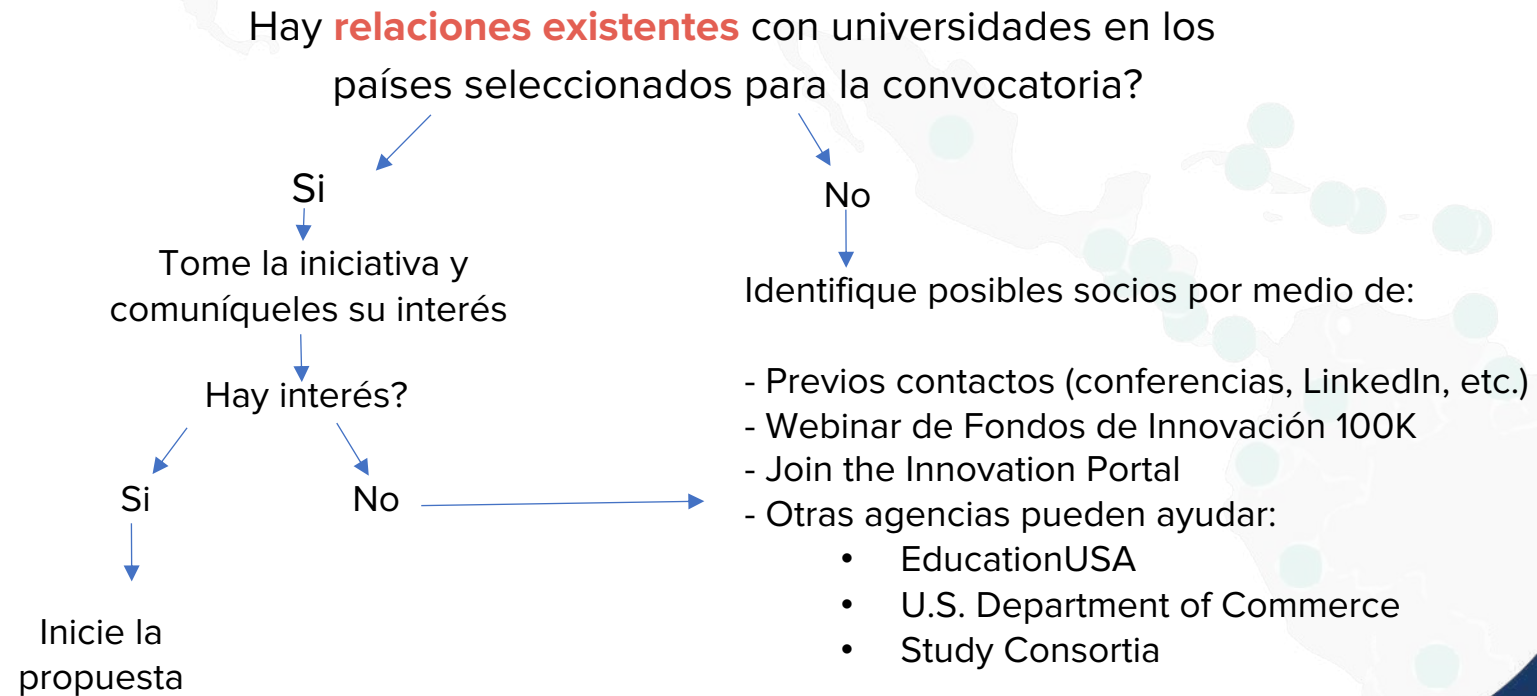 Hay relaciones existentes con universidades en los
países seleccionados para la convocatoria?
Si
Tome la iniciativa y
comuníqueles su interés
Hay interés?
Si
No
Inicie la
propuesta
No
Identifique posibles socios por medio de:
- Previos contactos (conferencias, LinkedIn, etc.)
- Webinar de Fondos de Innovación 100K
- Join the Innovation Portal
- Otras agencias pueden ayudar:
• EducationUSA
• U.S. Department of Commerce
• Study Consortia